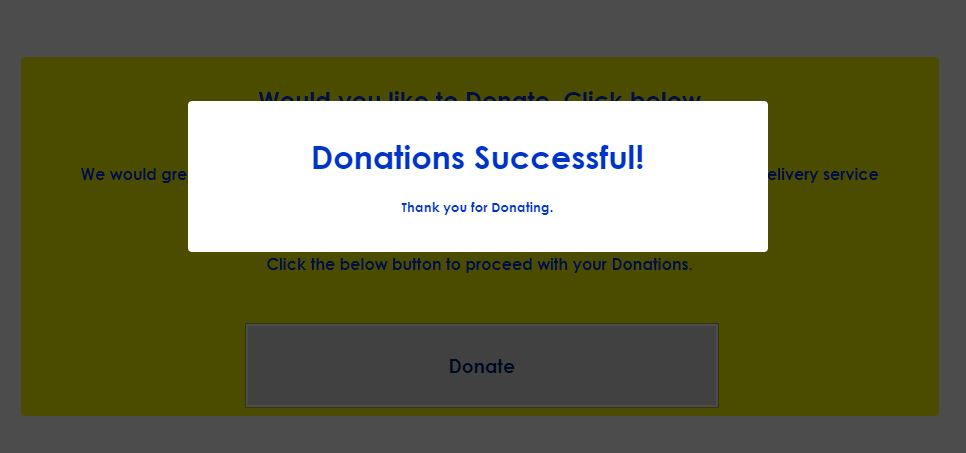 Would you like to Donate, Click below
Donations Successful!
We would gre
elivery service
Thank you for Donating.
Click the below button to proceed with your Donations.
Donate